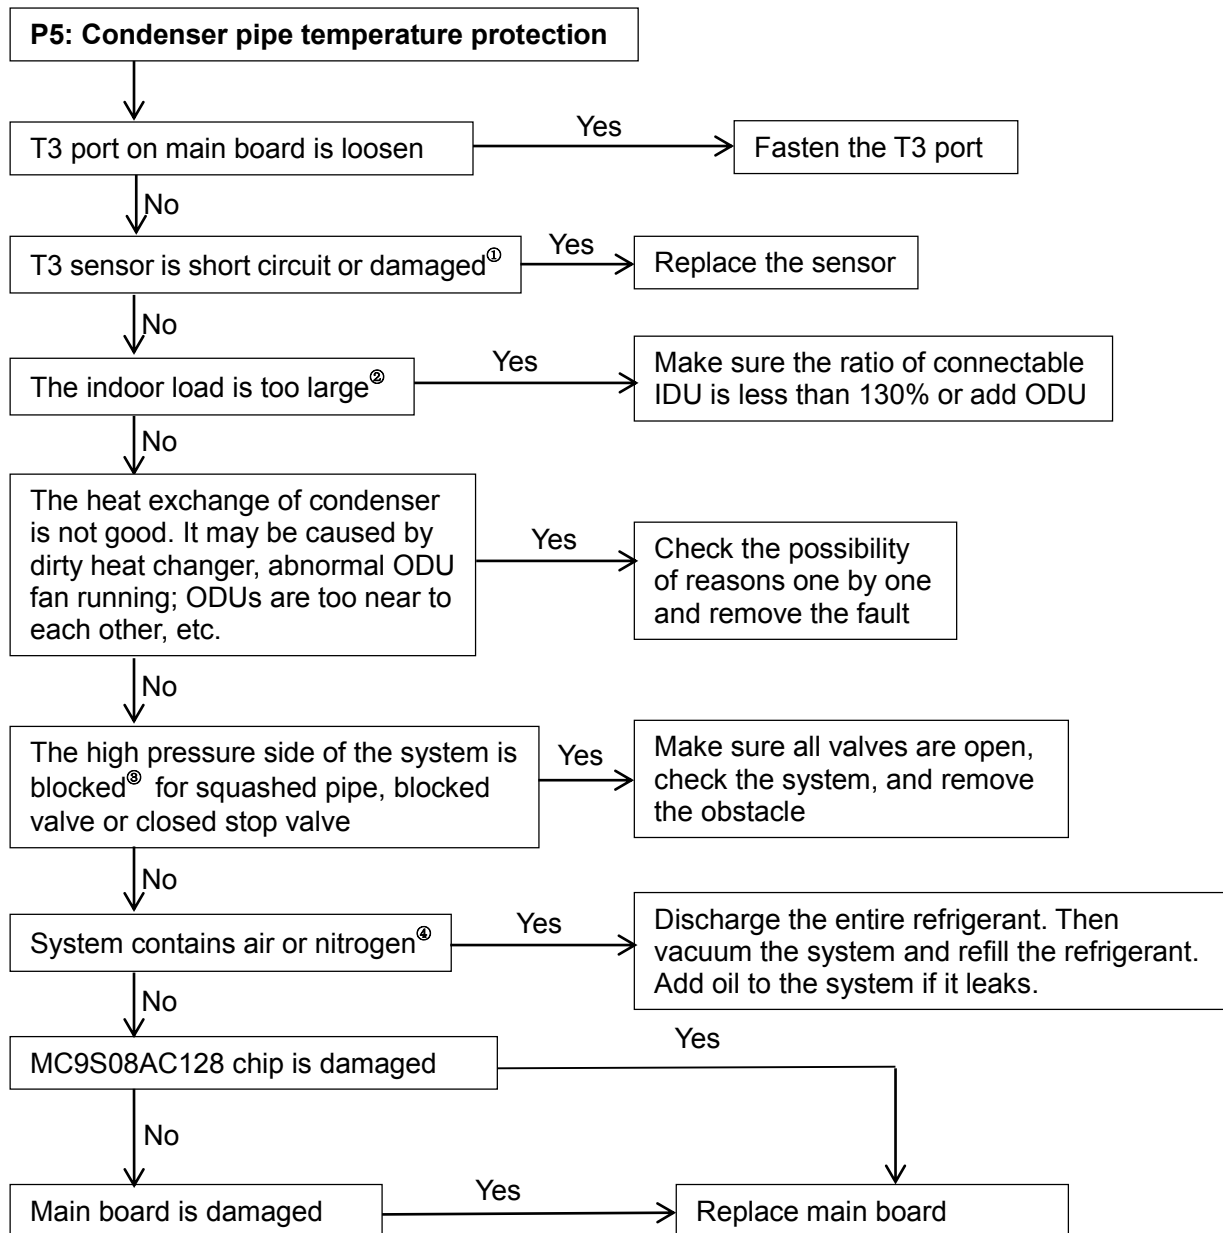 P5: Condenser pipe temperature protection
T3 port on main board is loosen
Yes
Fasten the T3 port
No
T3 sensor is short circuit or damaged①
Yes
Replace the sensor
No
The indoor load is too large②
Yes
Make sure the ratio of connectable
IDU is less than 130% or add ODU
No
The heat exchange of condenser
is not good. It may be caused by
dirty heat changer, abnormal ODU
fan running; ODUs are too near to
each other, etc.
Yes
Check the possibility
of reasons one by one
and remove the fault
No
The high pressure side of the system is
blocked③ for squashed pipe, blocked
valve or closed stop valve
Yes
Make sure all valves are open,
check the system, and remove
the obstacle
No
System contains air or nitrogen④
Yes
Discharge the entire refrigerant. Then
vacuum the system and refill the refrigerant.
Add oil to the system if it leaks.
No
MC9S08AC128 chip is damaged
Yes
No
Main board is damaged
Yes
Replace main board